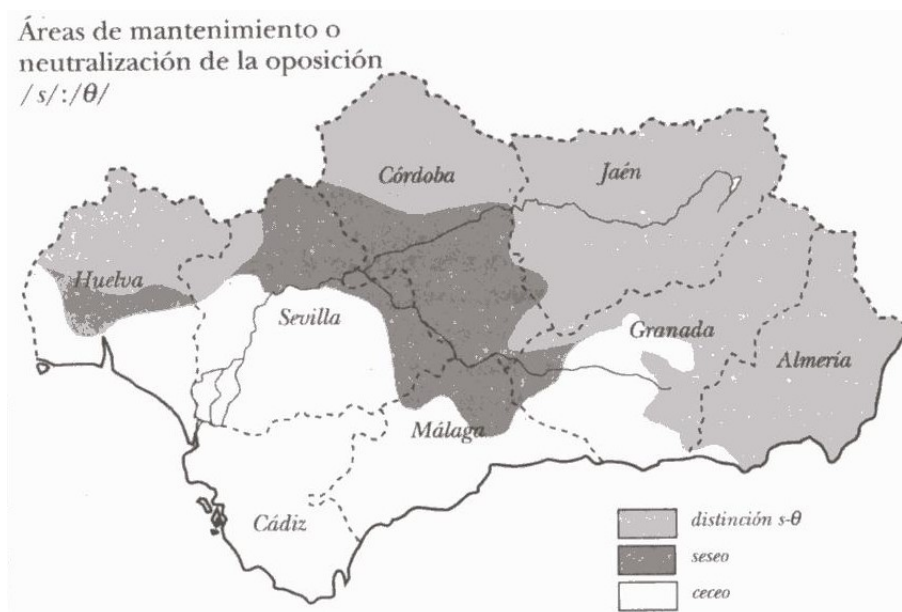 Áreas de mantenimiento o
neutralización de la oposición
/s/:/θ/
Córdoba
Jaén
Huelva
Sevilla
Granada
Almería
Málaga
Cádiz
distinción s-θ
seseo
ceceo